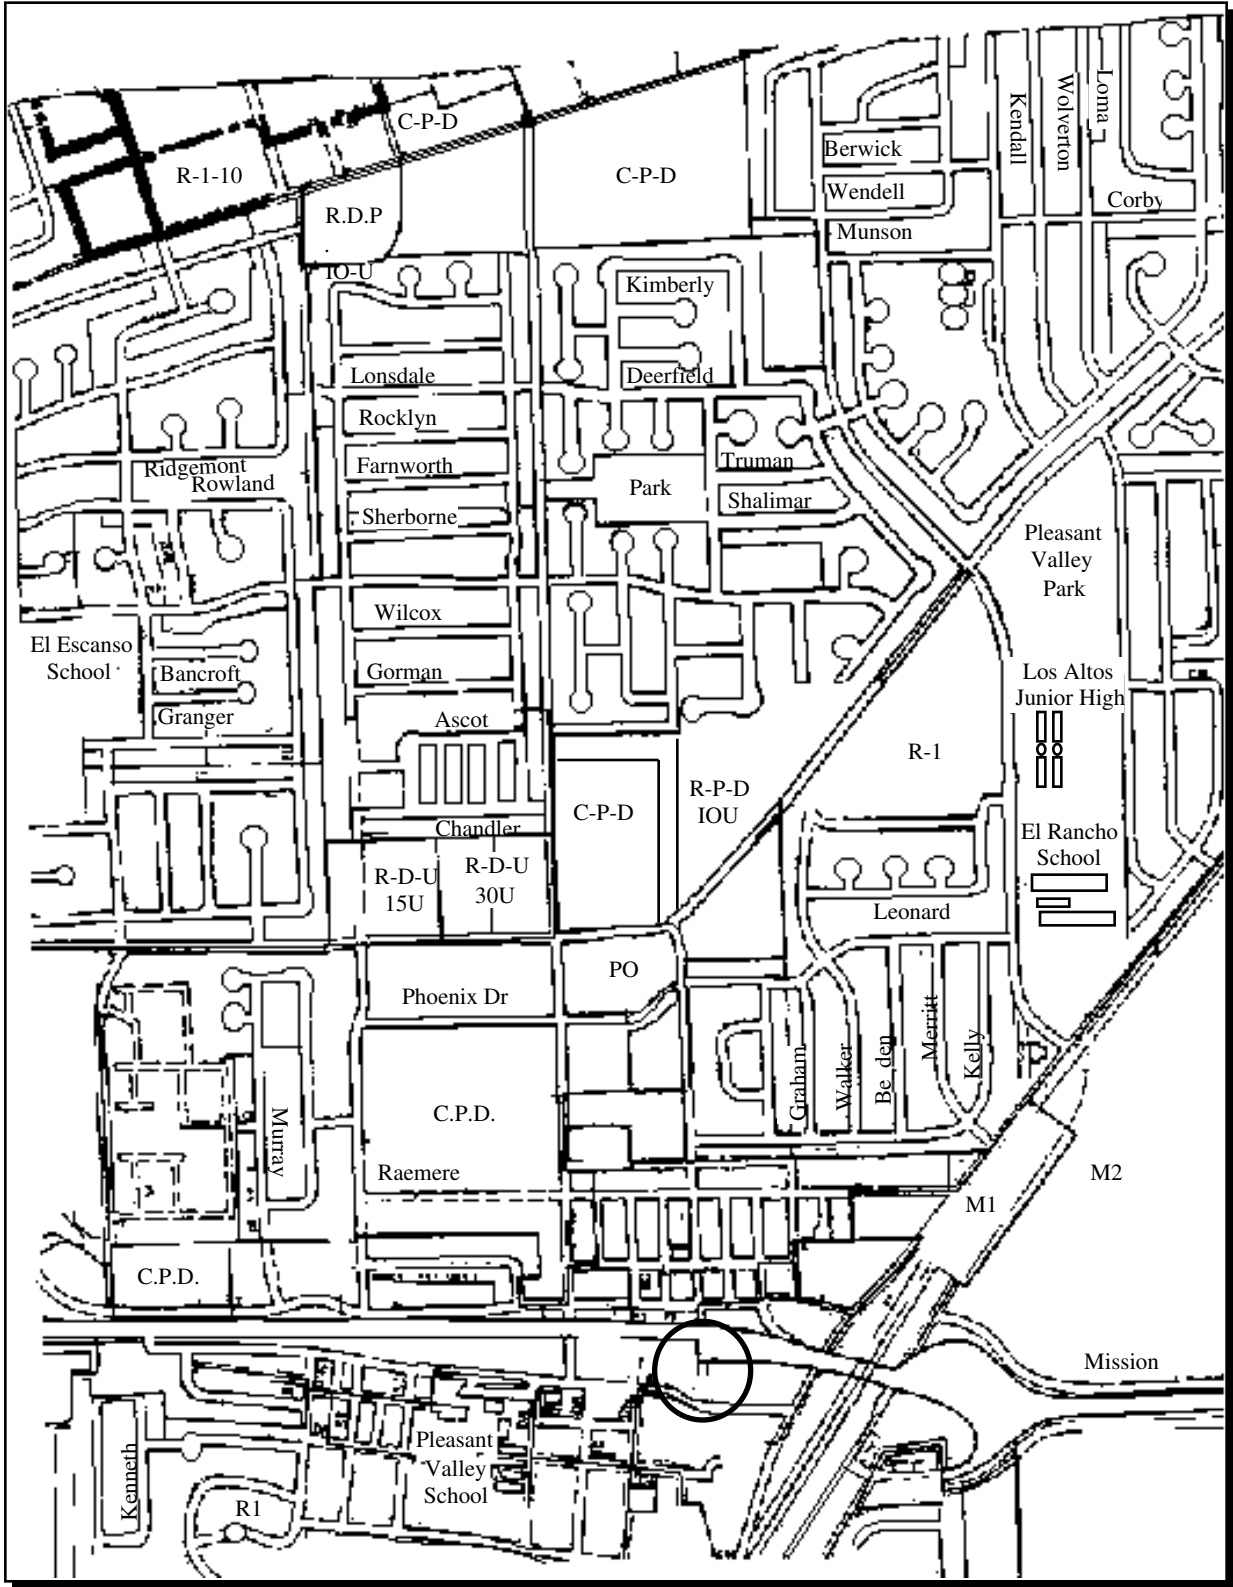 Loma
Wolverton
Kendall
C-P-D
Berwick
R-1-10
C-P-D
Wendell
Corby
R.D.P
Munson
IO-U
Kimberly
Lonsdale
Deerfield
Rocklyn
Truman
Farnworth
Ridgemont
Rowland
Park
Shalimar
Sherborne
Pleasant
Valley
Park
Wilcox
El Escanso
School
Bancroft
Gorman
Los Altos
Junior High
Granger
Ascot
R-1
R-P-D
IOU
C-P-D
Chandler
El Rancho
School
R-D-U
15U
R-D-U
30U
Leonard
PO
Phoenix Dr
Merritt
Kelly
Graham
Walker
Be den
C.P.D.
Murray
Raemere
M2
M1
C.P.D.
Mission
Pleasant
Valley
School
Kenneth
R1